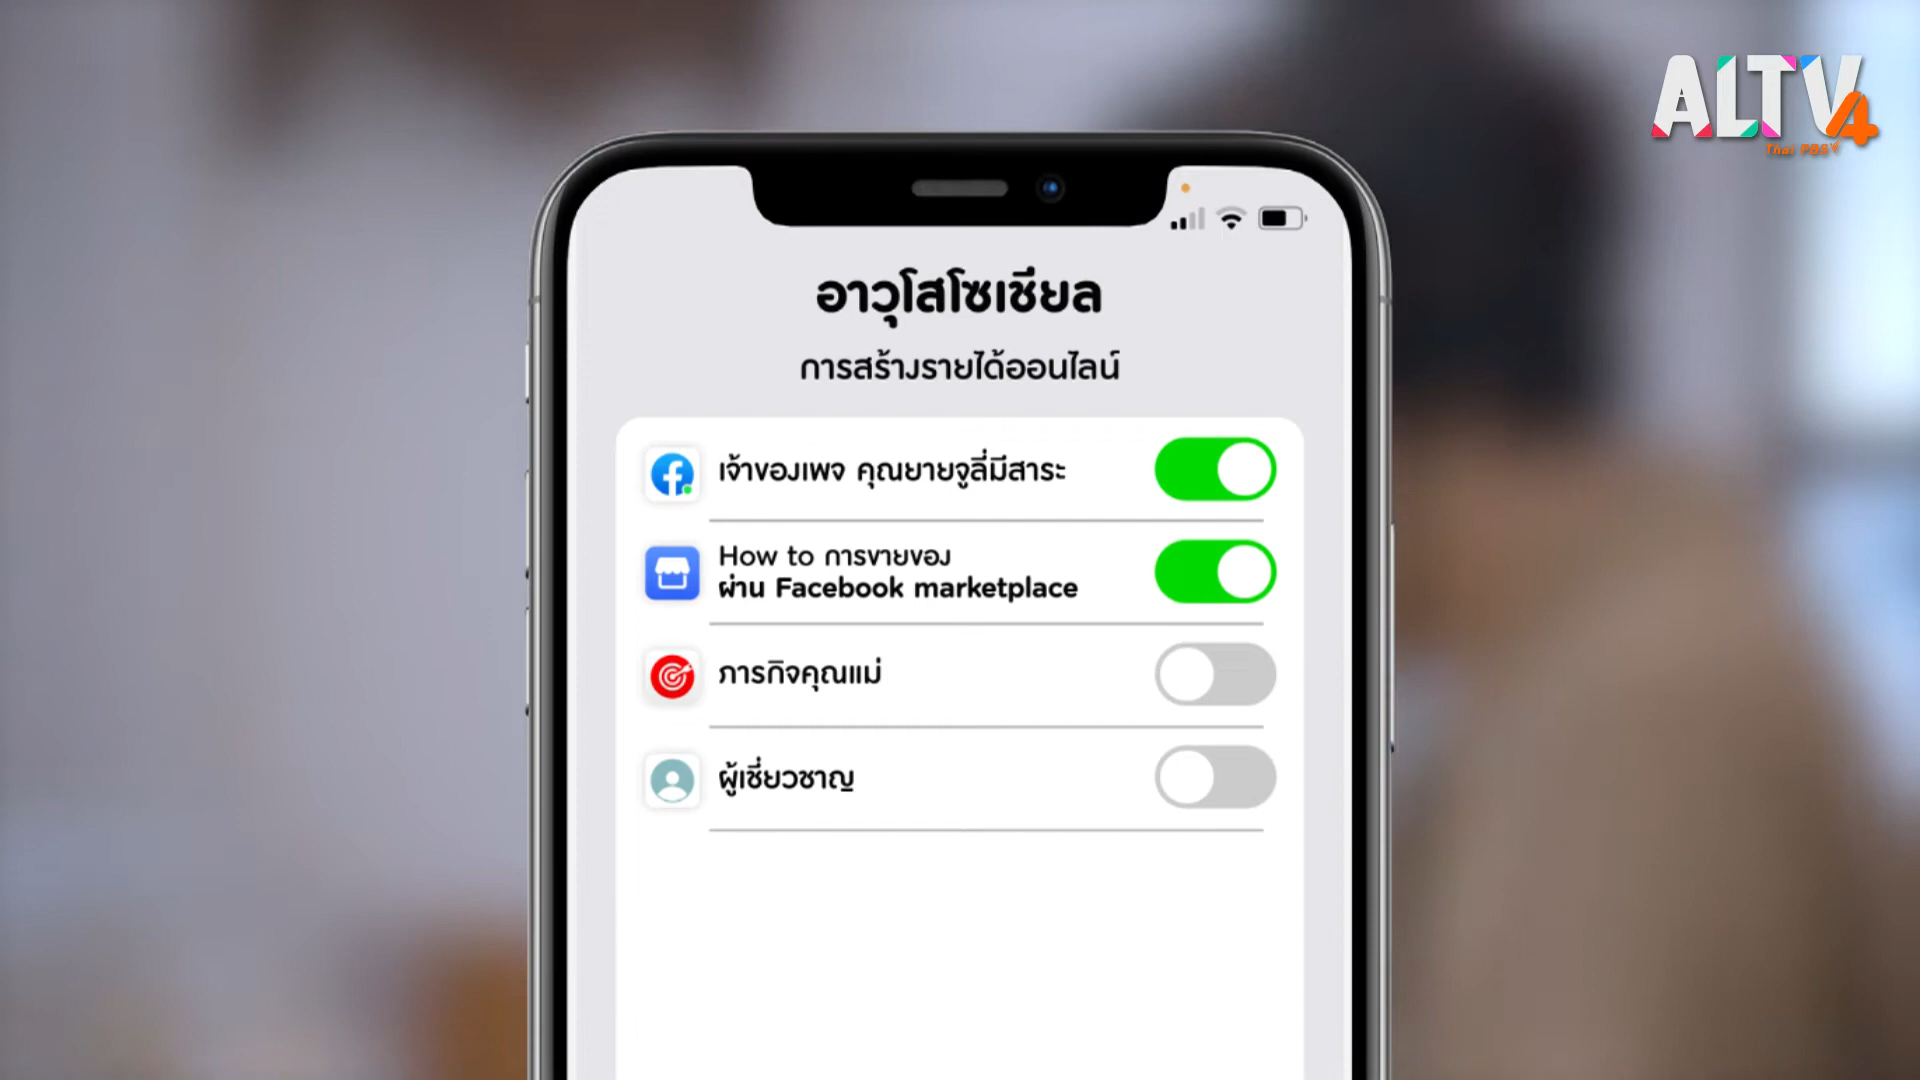 ALTV4
Thai PBS
อาวุโสโซเชียล
การสร้างรายได้ออนไลน์
เจ้าของเพจ คุณยายจูลี่มีสาระ
How to การขายของ
ผ่าน Facebook marketplace
ภารกิจคุณแม่
ผู้เชี่ยวชาญ